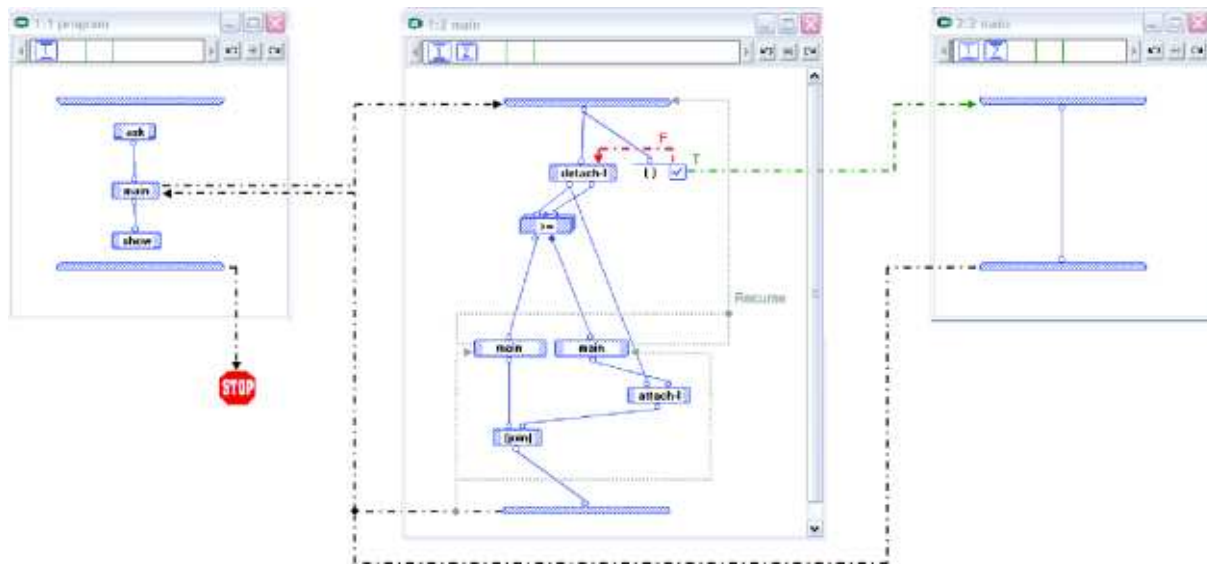 1:1 program
ask
main
show
STOP
1:2 main
F
T
detach-l
( )
>=
Recurse
main
main
attach-l
(join)
2:2 main